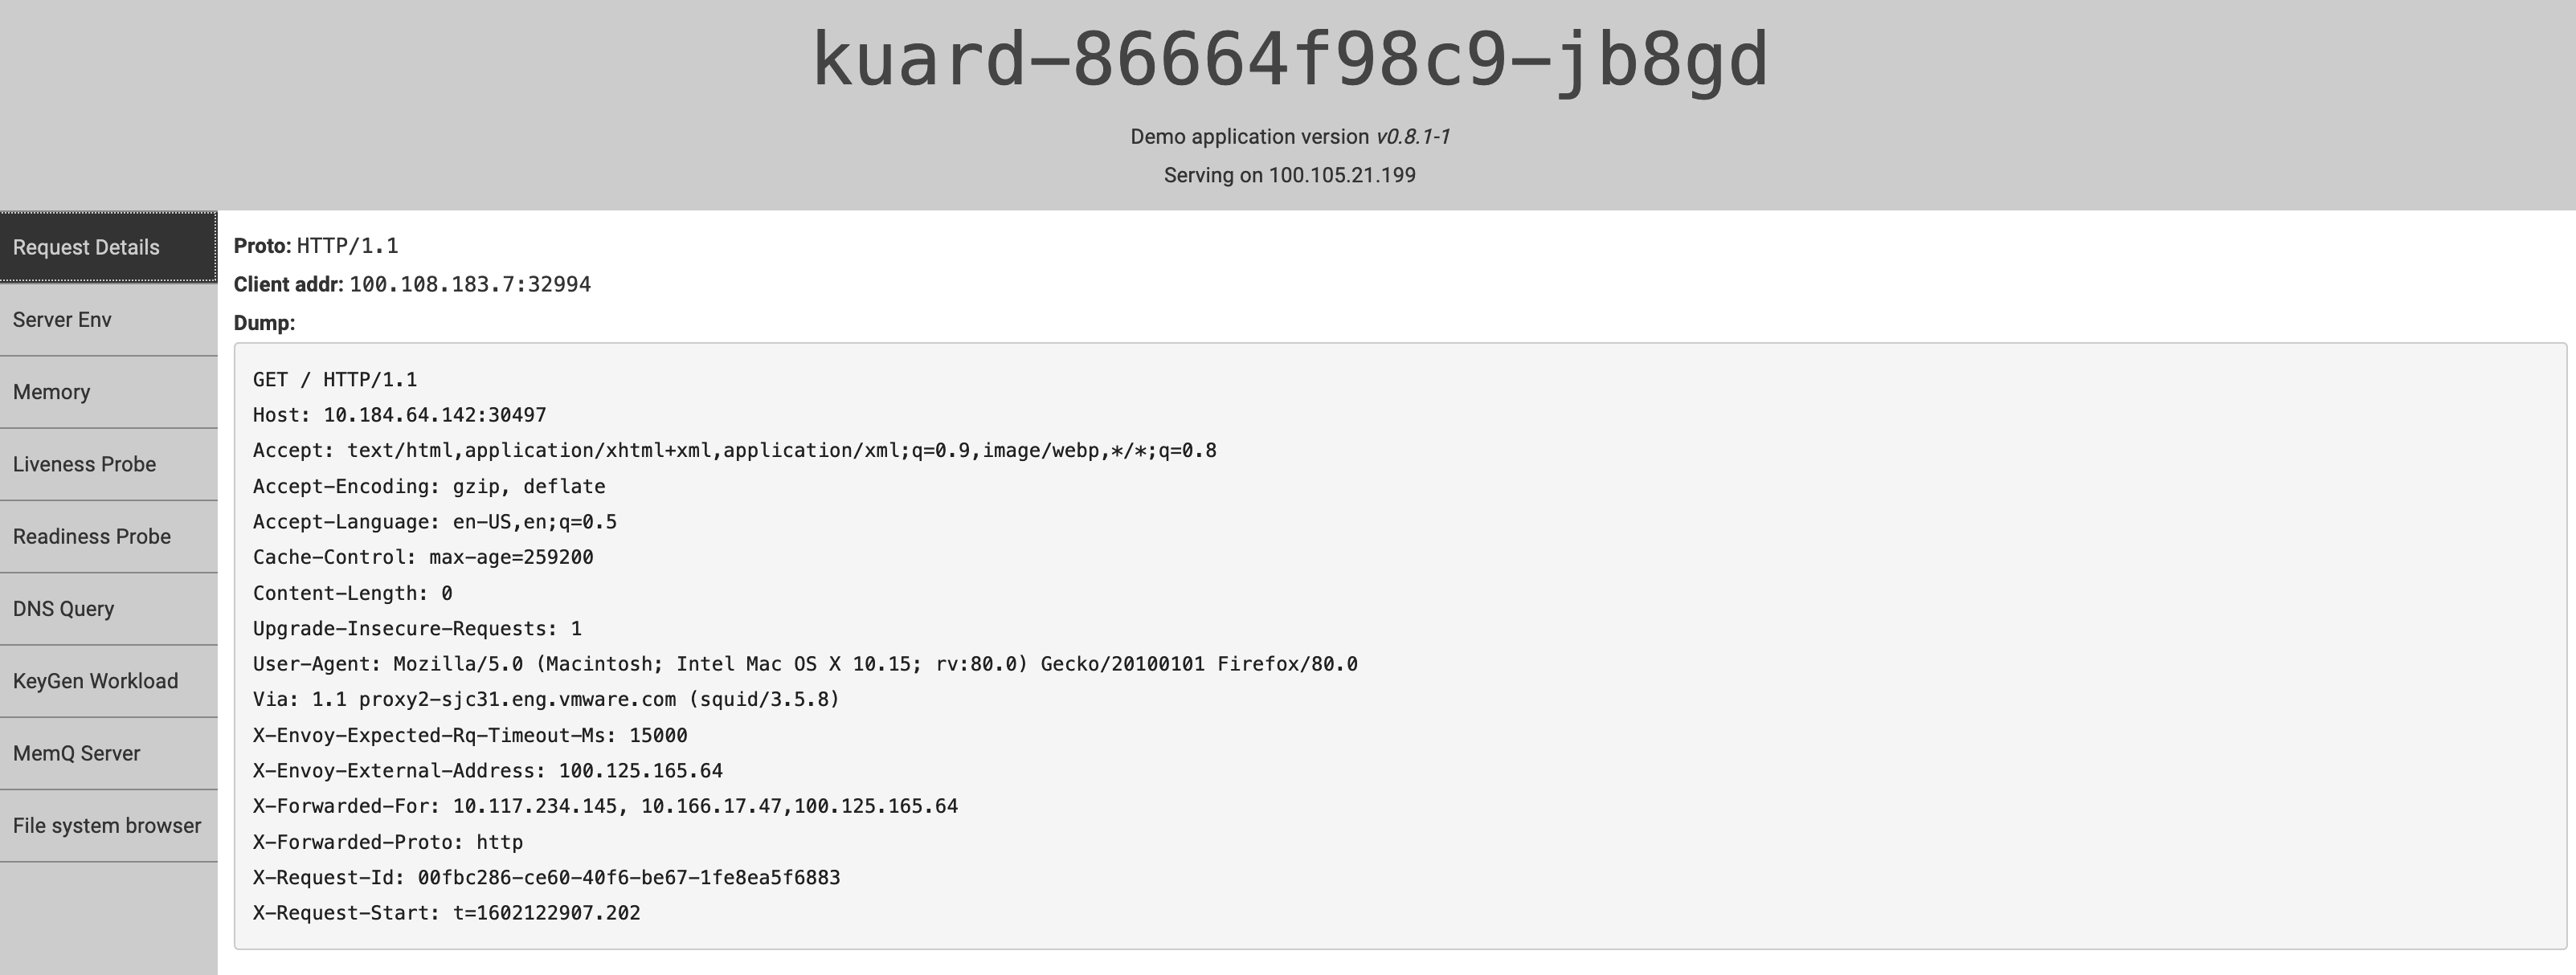 kuard-86664f98c9-jb8gd
Demo application version v0.8.1-1
Serving on 100.105.21.199
Request Details
Server Env
Memory
Liveness Probe
Readiness Probe
DNS Query
KeyGen Workload
MemQ Server
File system browser
Proto: HTTP/1.1
Client addr: 100.108.183.7:32994
Dump:
GET / HTTP/1.1
Host: 10.184.64.142:30497
Accept: text/html,application/xhtml+xml,application/xml;q=0.9,image/webp,*/*;q=0.8
Accept-Encoding: gzip, deflate
Accept-Language: en-US,en;q=0.5
Cache-Control: max-age=259200
Content-Length: 0
Upgrade-Insecure-Requests: 1
User-Agent: Mozilla/5.0 (Macintosh; Intel Mac OS X 10.15; rv:80.0) Gecko/20100101 Firefox/80.0
Via: 1.1 proxy2-sjc31.eng.vmware.com (squid/3.5.8)
X-Envoy-Expected-Rq-Timeout-Ms: 15000
X-Envoy-External-Address: 100.125.165.64
X-Forwarded-For: 10.117.234.145, 10.166.17.47,100.125.165.64
X-Forwarded-Proto: http
X-Request-Id: 00fbc286-ce60-40f6-be67-1fe8ea5f6883
X-Request-Start: t=1602122907.202